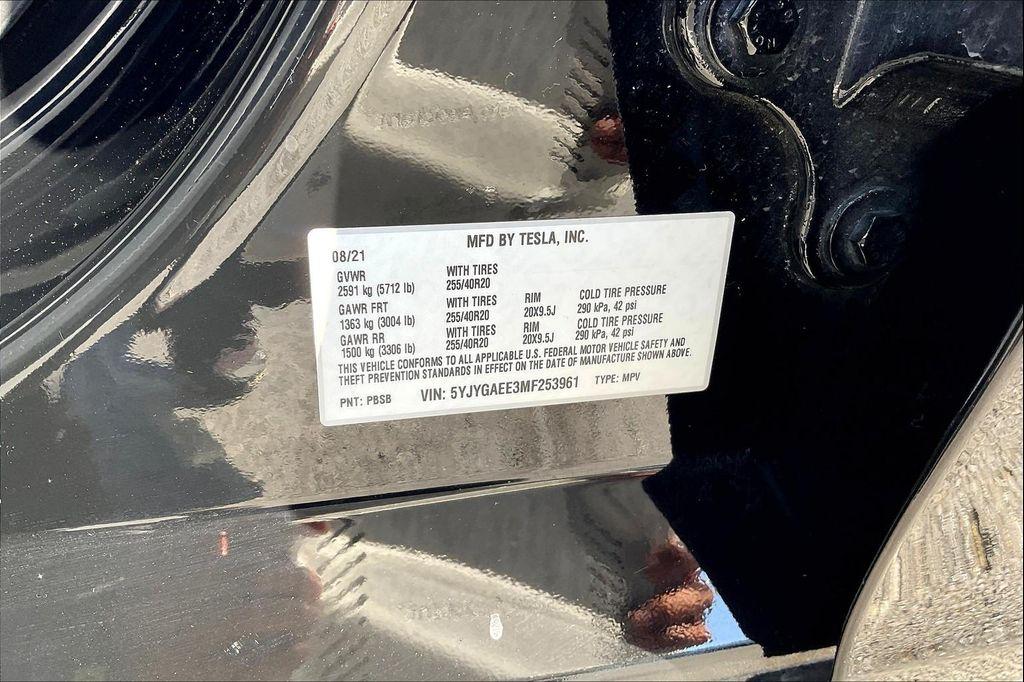 MFD BY TESLA, INC.
08/21
GVWR WITH TIRES
2591 kg (5712 lb) 255/40R20
GAWR FRT WITH TIRES RIM COLD TIRE PRESSURE
1363 kg (3004 lb) 255/40R20 20X9.5J 290 kPa, 42 psi
GAWR RR WITH TIRES RIM COLD TIRE PRESSURE
1500 kg (3306 lb) 255/40R20 20X9.5J 290 kPa, 42 psi
THIS VEHICLE CONFORMS TO ALL APPLICABLE U.S. FEDERAL MOTOR VEHICLE SAFETY AND
THEFT PREVENTION STANDARDS IN EFFECT ON THE DATE OF MANUFACTURE SHOWN ABOVE.
PNT: PBSB VIN: 5YJYGAEE3MF253961 TYPE: MPV